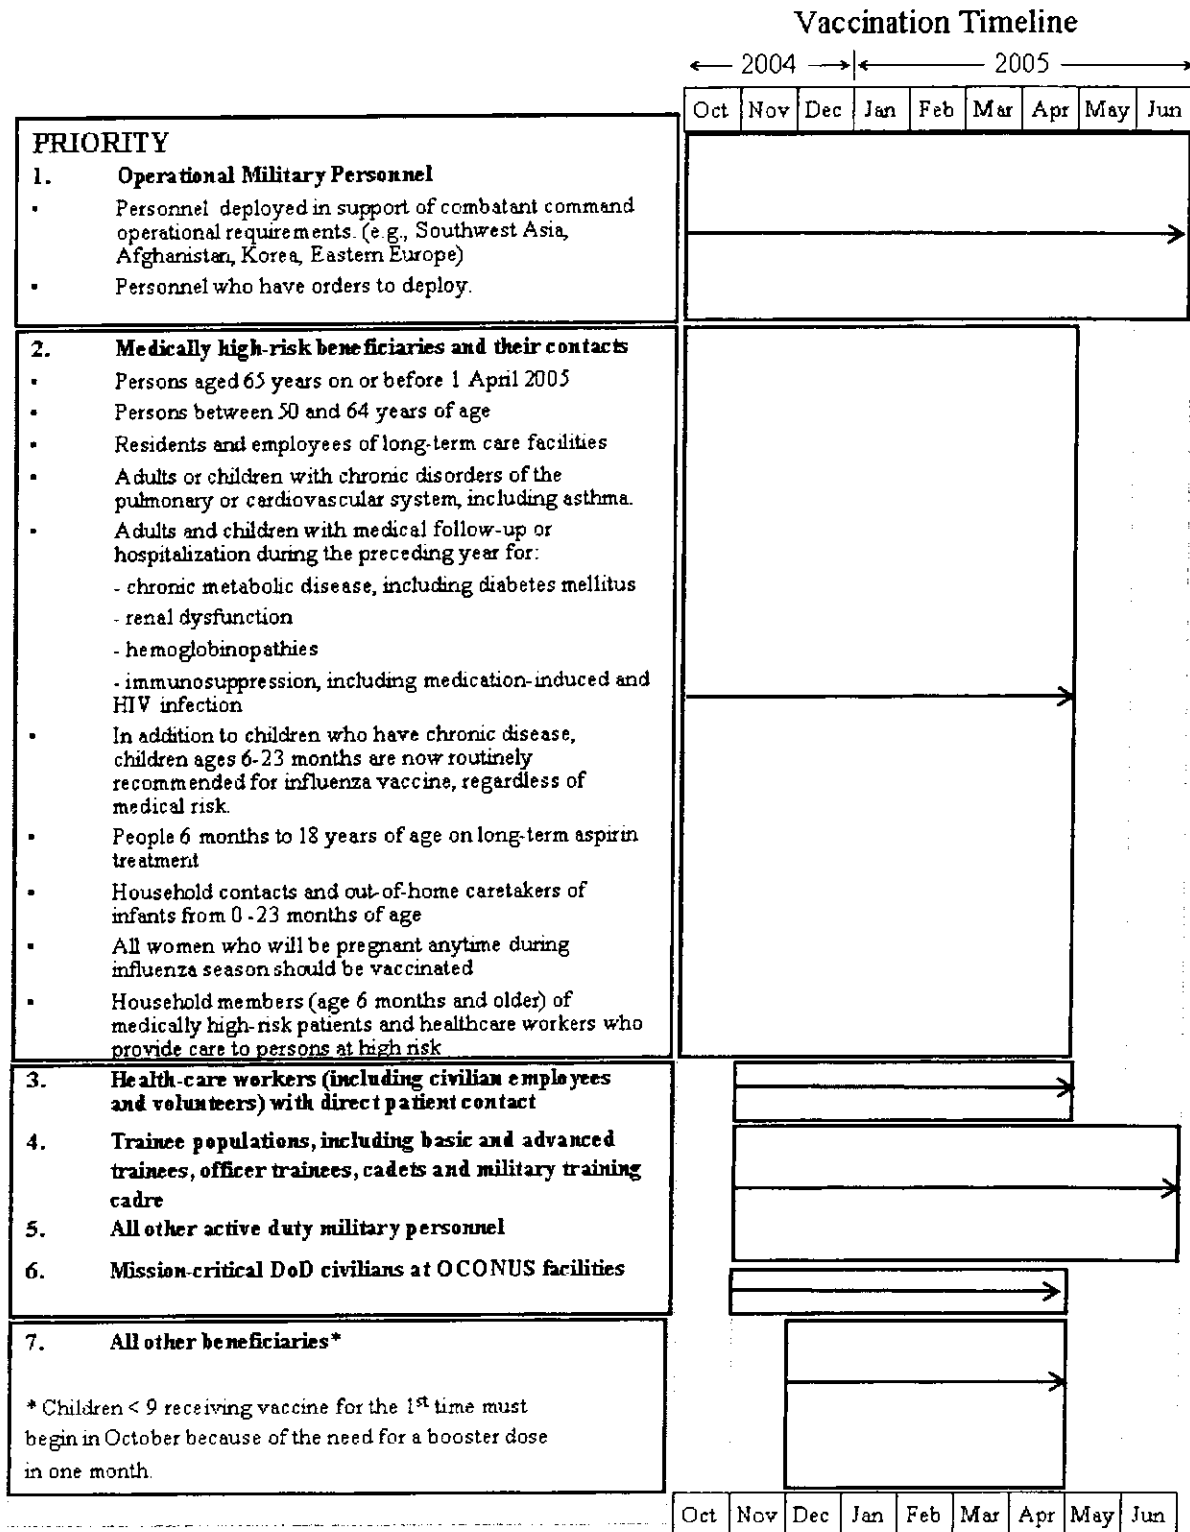 Vaccination Timeline
2004 2005
Oct Nov Dec Jan Feb Mar Apr May Jun
PRIORITY
1. Operational Military Personnel
▪ Personnel deployed in support of combatant command
operational requirements. (e.g., Southwest Asia,
Afghanistan, Korea, Eastern Europe)
▪ Personnel who have orders to deploy.
2. Medically high-risk beneficiaries and their contacts
▪ Persons aged 65 years on or before 1 April 2005
▪ Persons between 50 and 64 years of age
▪ Residents and employees of long-term care facilities
▪ Adults or children with chronic disorders of the
pulmonary or cardiovascular system, including asthma.
▪ Adults and children with medical follow-up or
hospitalization during the preceding year for:
- chronic metabolic disease, including diabetes mellitus
- renal dysfunction
- hemoglobinopathies
- immunosuppression, including medication-induced and
HIV infection
▪ In addition to children who have chronic disease,
children ages 6-23 months are now routinely
recommended for influenza vaccine, regardless of
medical risk.
▪ People 6 months to 18 years of age on long-term aspirin
treatment
▪ Household contacts and out-of-home caretakers of
infants from 0-23 months of age
▪ All women who will be pregnant anytime during
influenza season should be vaccinated
▪ Household members (age 6 months and older) of
medically high-risk patients and healthcare workers who
provide care to persons at high risk
3. Health-care workers (including civilian employees
and volunteers) with direct patient contact
4. Trainee populations, including basic and advanced
trainees, officer trainees, cadets and military training
cadre
5. All other active duty military personnel
6. Mission-critical DoD civilians at OCONUS facilities
7. All other beneficiaries*
* Children < 9 receiving vaccine for the 1st time must
begin in October because of the need for a booster dose
in one month.
Oct Nov Dec Jan Feb Mar Apr May Jun